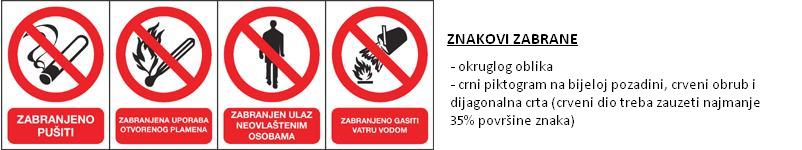 ZABRANJENO
PUŠITI
ZABRANJENA UPORABA
OTVORENOG PLAMENA
ZABRANJEN ULAZ
NEOVLAŠTENIM
OSOBAMA
ZABRANJENO GASITI
VATRU VODOM
ZNAKOVI ZABRANE
- okruglog oblika
- crni piktogram na bijeloj pozadini, crveni obrub i
dijagonalna crta (crveni dio treba zauzeti najmanje
35% površine znaka)